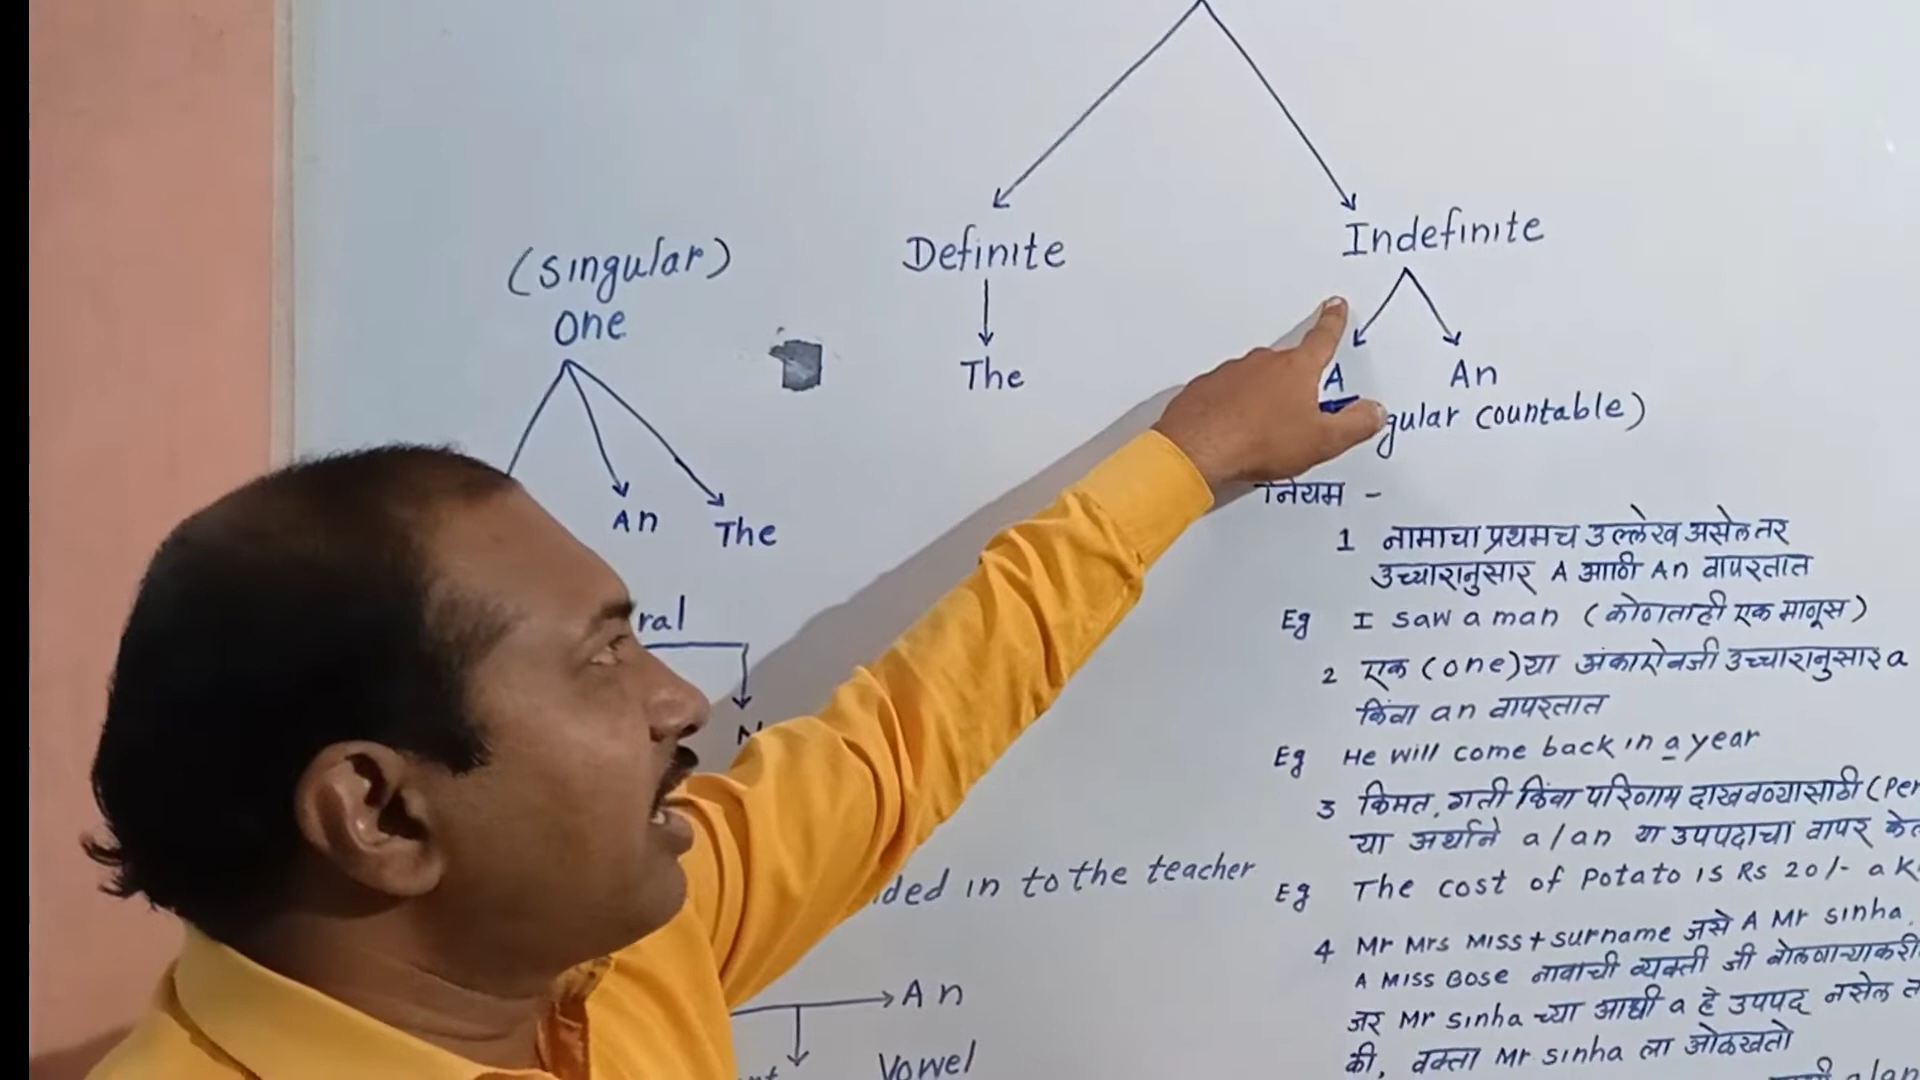 (singular)
one
An
The
ral
Definite
The
Indefinite
A
An
gular countable)
नियम -
1 नामाचा प्रथमच उल्लेख असेल तर
उच्चारानुसार A आणि An वापरतात
Eg I saw a man (कोणताही एक माणूस)
2 एक (one) या अंकाऐवजी उच्चारानुसार a
किंवा an वापरतात
Eg He will come back in a year
3 किंमत, गती किंवा परिणाम दाखवण्यासाठी (Per
या अर्थाने a/an या उपपदाचा वापर
Eg The cost of Potato is Rs 20/- a
4 Mr Mrs Miss + surname जसे A Mr sinha.
A Miss Bose नावाची व्यक्ती जी बोलणाऱ्याकरी
जर Mr sinha च्या आधी a हे उपपद नसेल
की, वक्ता Mr sinha ला ओळखतो
a/an
ded in to the teacher
An
Vowel